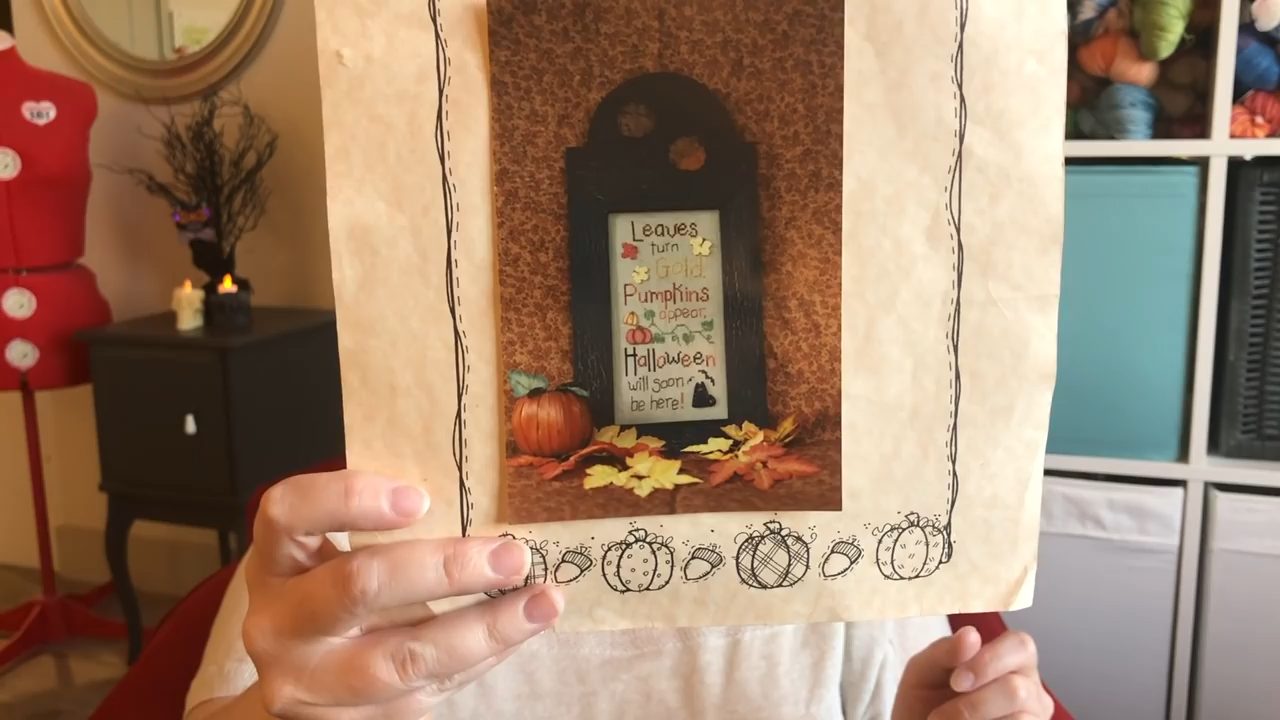 Leaves
turn
Gold.
Pumpkins
appear,
Halloween
will soon
be here!